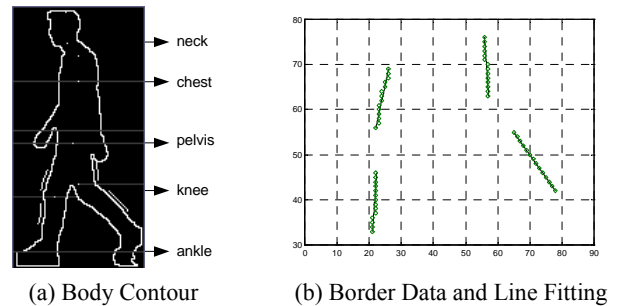 neck
chest
pelvis
knee
ankle
80
70
60
50
40
30
0 10 20 30 40 50 60 70 80 90
(a) Body Contour
(b) Border Data and Line Fitting